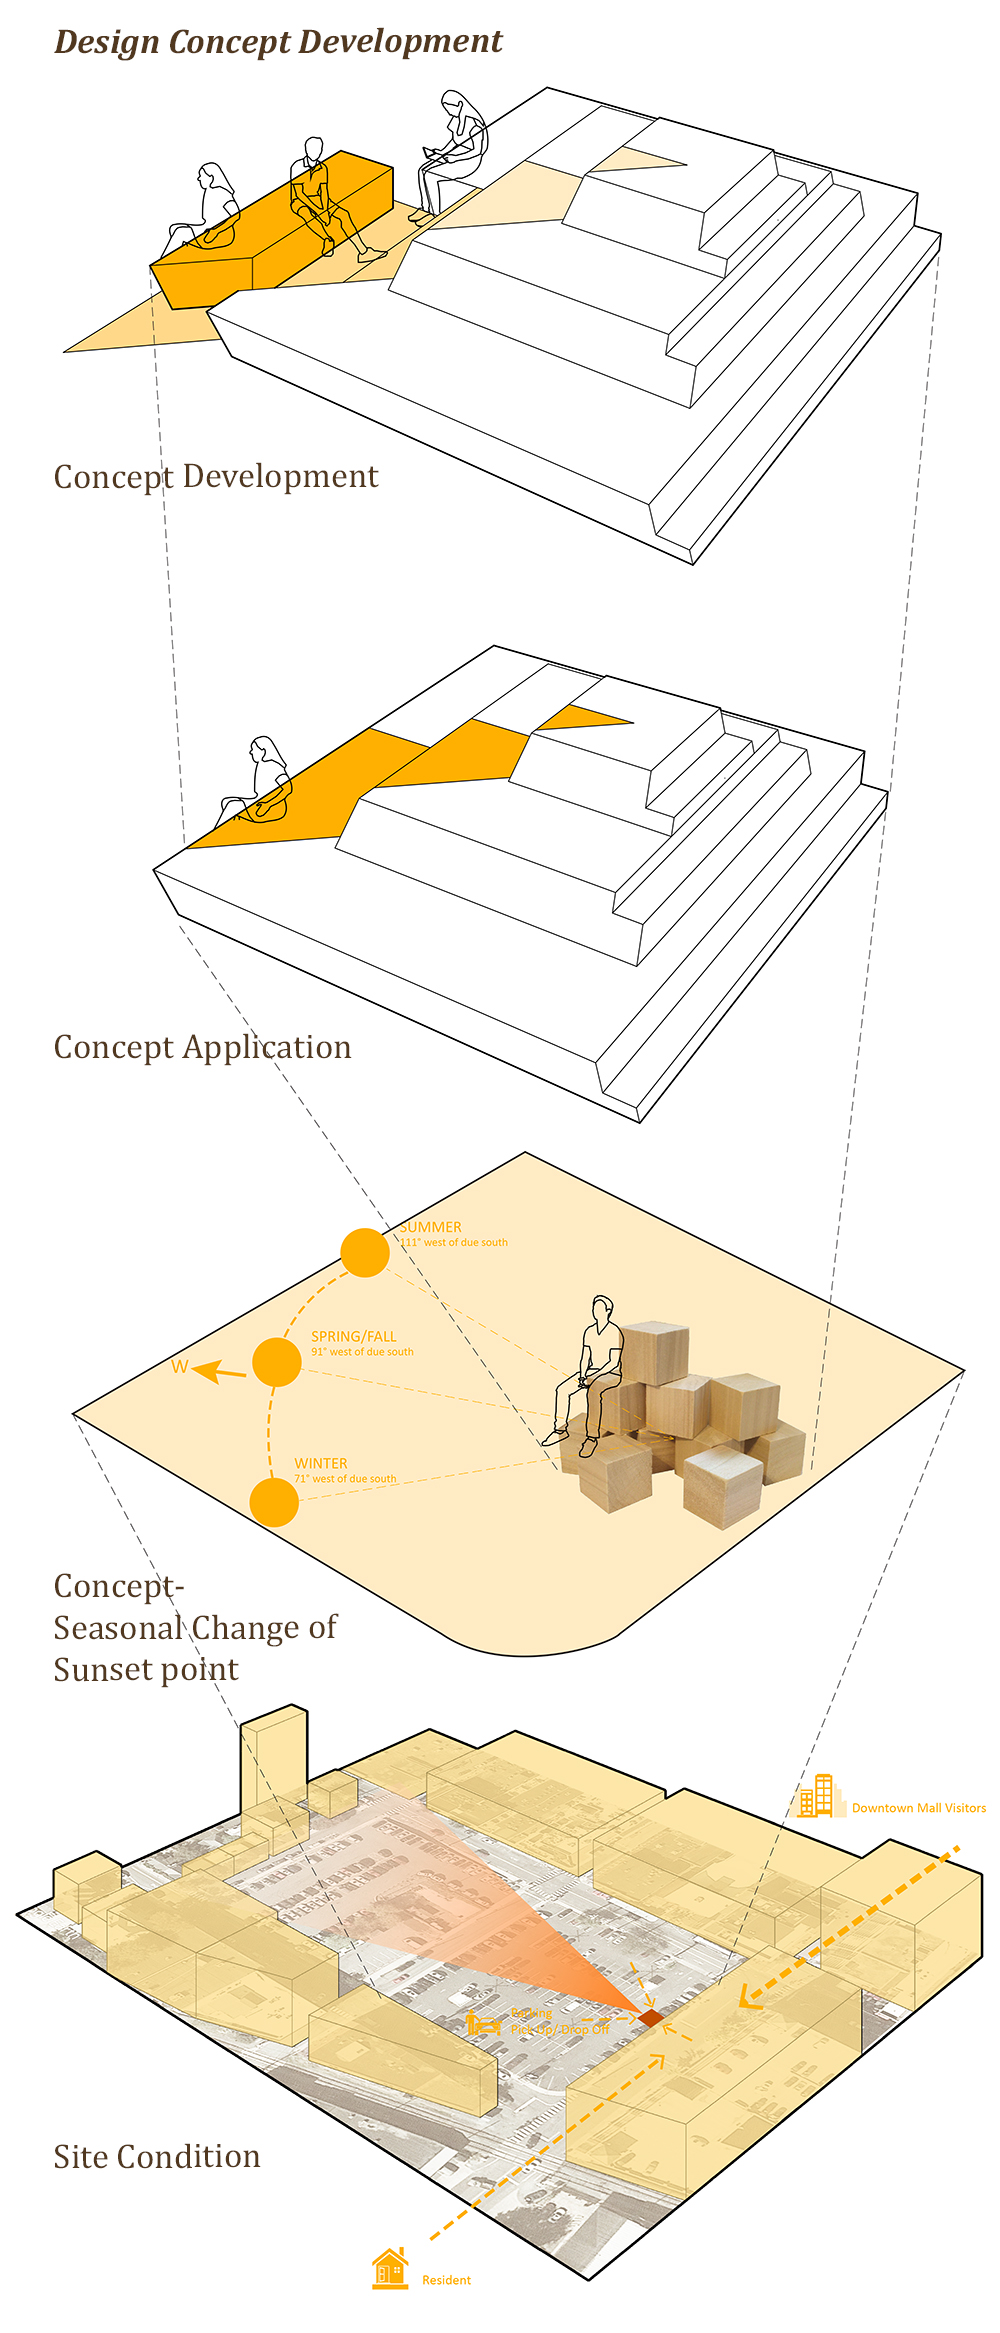 Design Concept Development
Concept Development
Concept Application
SUMMER
111° west of due south
SPRING/FALL
91° west of due south
W
WINTER
71° west of due south
Concept-
Seasonal Change of
Sunset point
Downtown Mall Visitors
Parking
Pick Up/ Drop Off
Site Condition
Resident